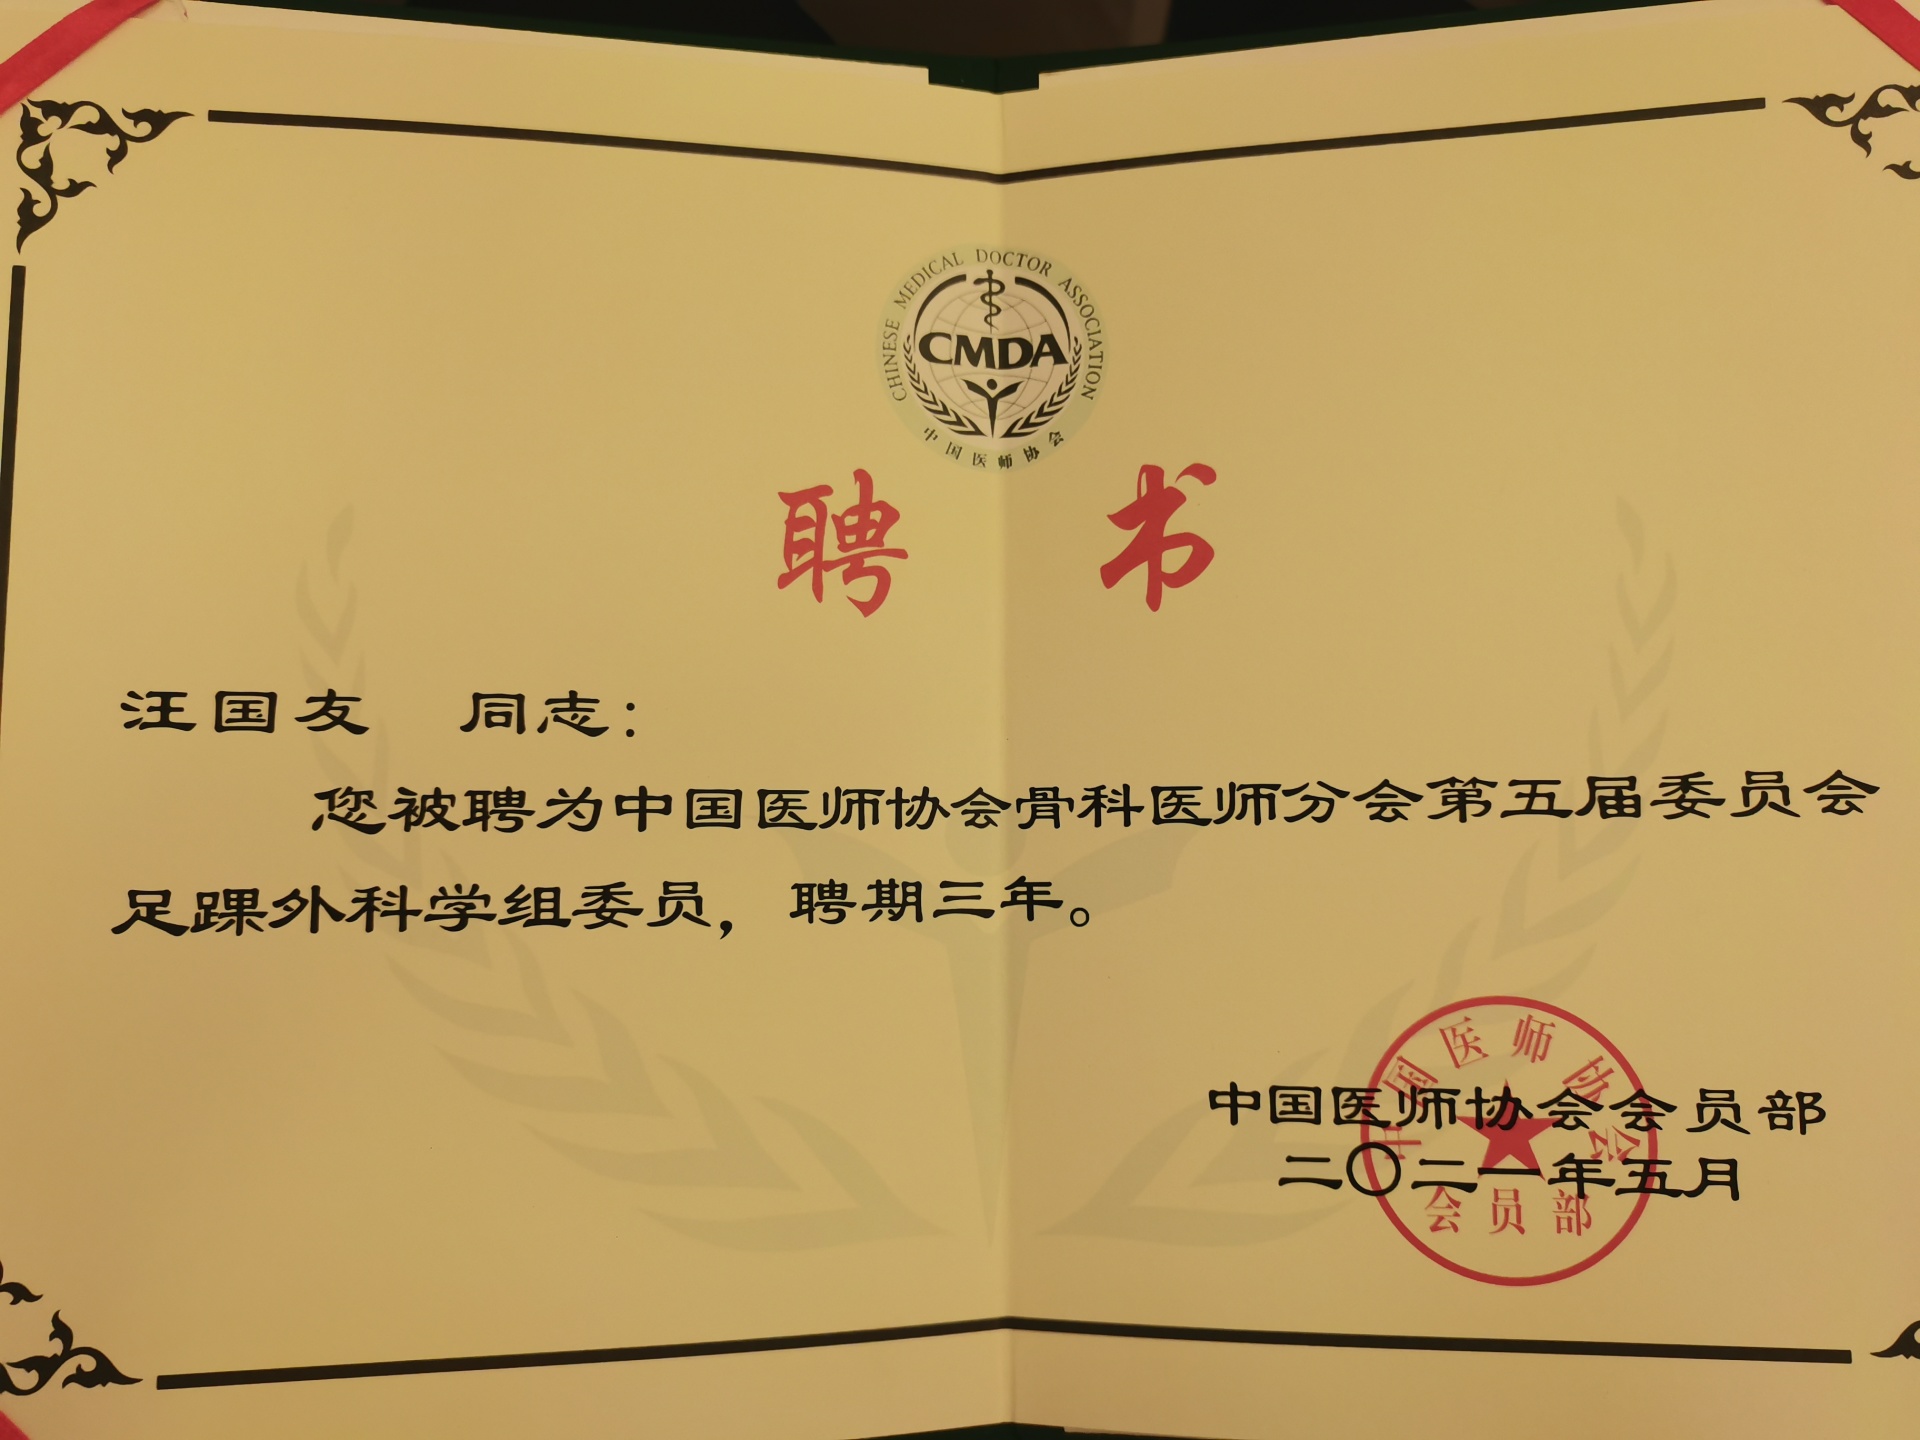 CHINESE MEDICAL DOCTOR ASSOCIATION
CMDA
中国医师协会
聘 书
汪国友 同志：
您被聘为中国医师协会骨科医师分会第五届委员会
足踝外科学组委员，聘期三年。
中国医师协会会员部
二〇二一年五月
中国医师协会
会员部